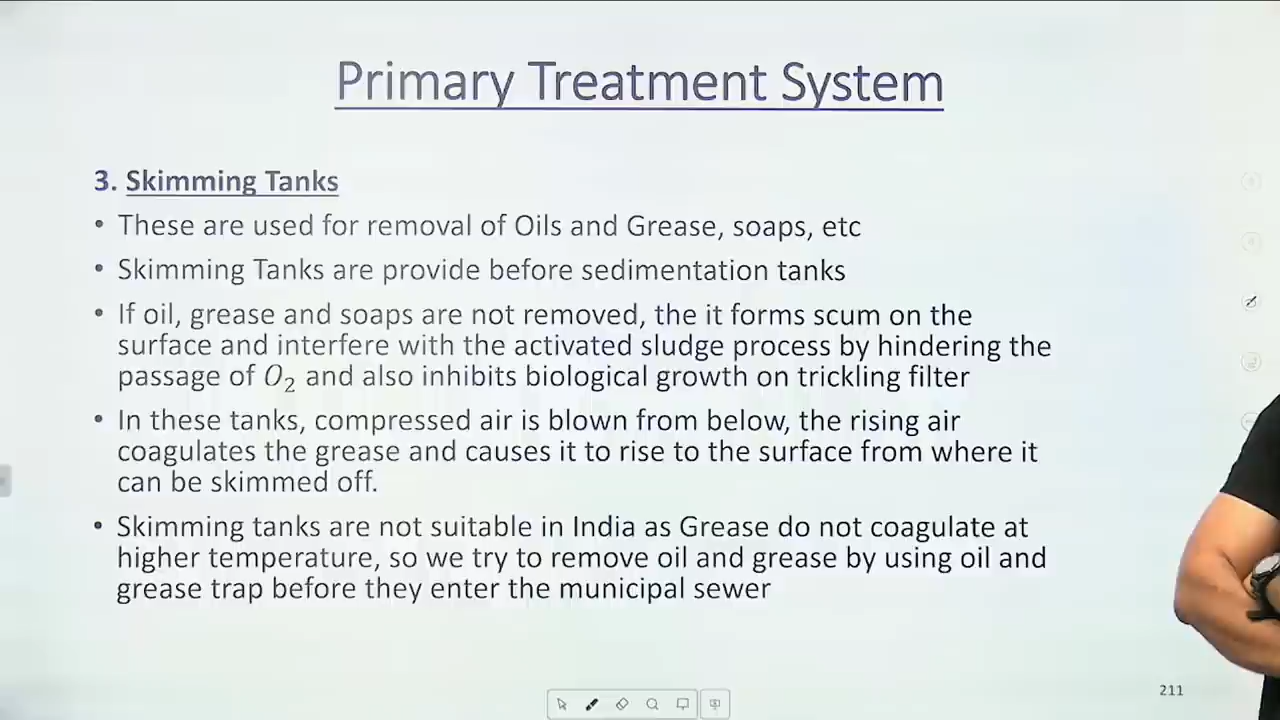 Primary Treatment System
3. Skimming Tanks
• These are used for removal of Oils and Grease, soaps, etc
• Skimming Tanks are provide before sedimentation tanks
• If oil, grease and soaps are not removed, the it forms scum on the
surface and interfere with the activated sludge process by hindering the
passage of O₂ and also inhibits biological growth on trickling filter
• In these tanks, compressed air is blown from below, the rising air
coagulates the grease and causes it to rise to the surface from where it
can be skimmed off.
• Skimming tanks are not suitable in India as Grease do not coagulate at
higher temperature, so we try to remove oil and grease by using oil and
grease trap before they enter the municipal sewer
211